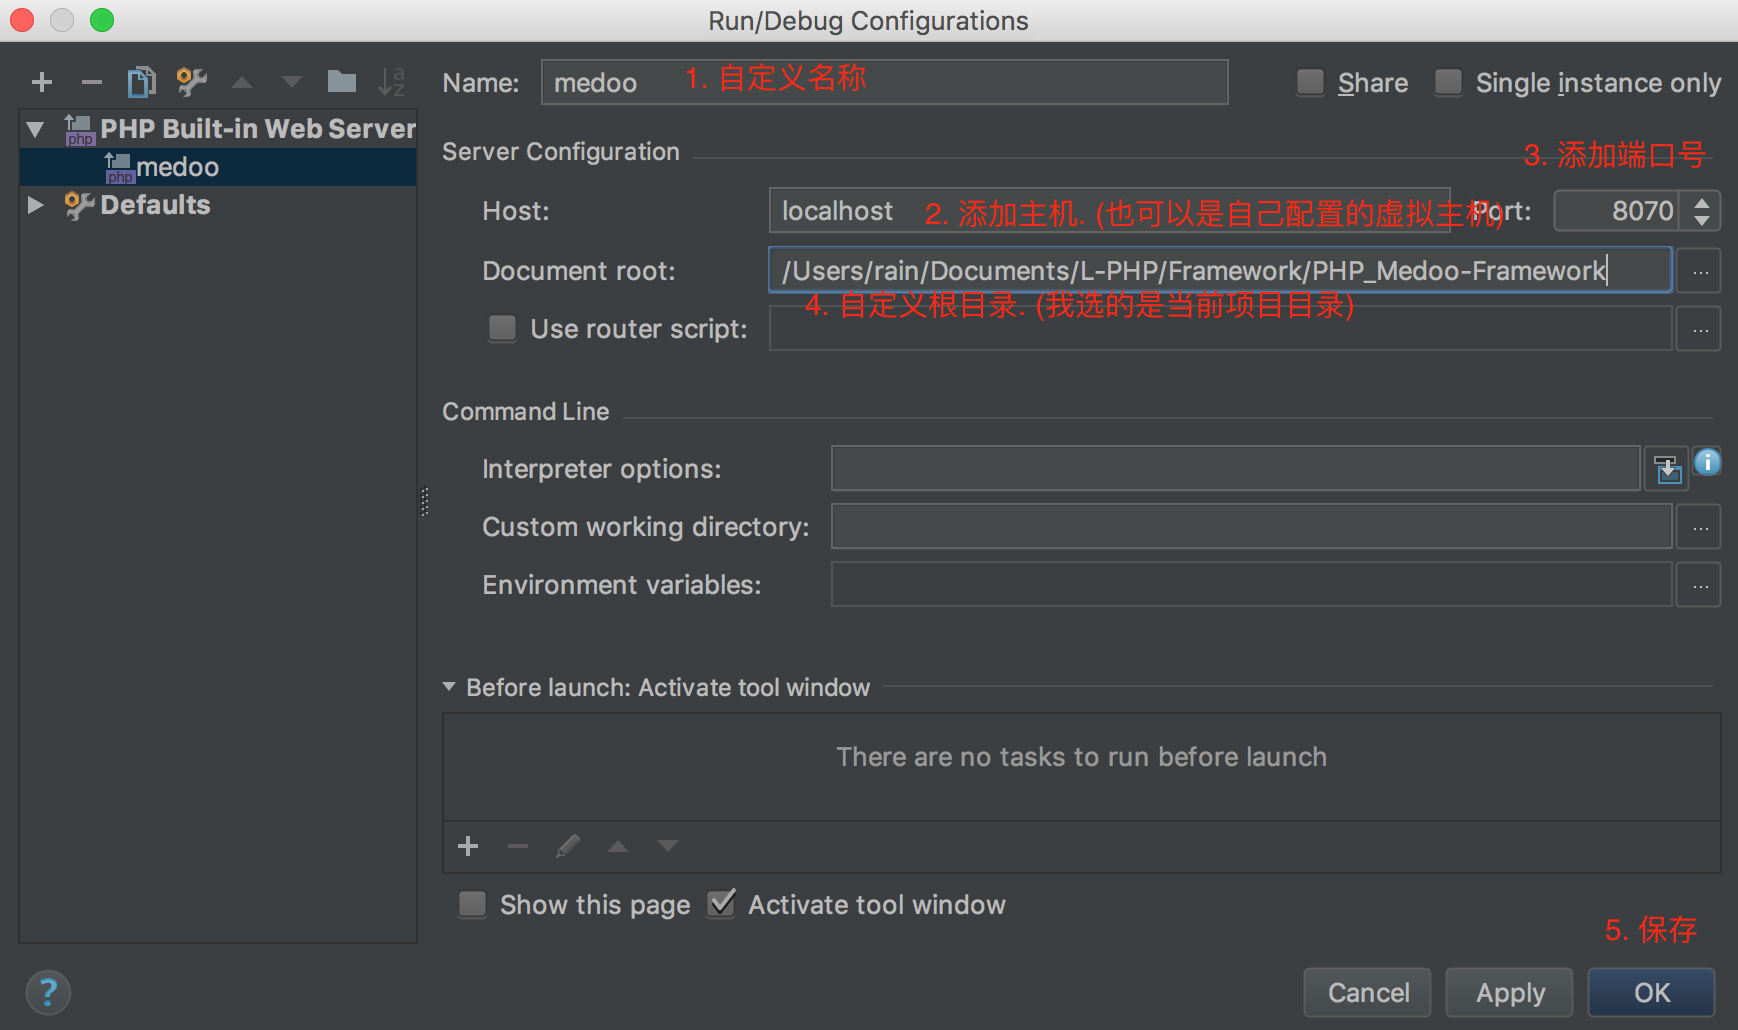 Run/Debug Configurations
Name: medoo 1. 自定义名称 Share Single instance only
PHP Built-in Web Server
php
medoo
php
Defaults
Server Configuration
3. 添加端口号
Host: localhost 2. 添加主机. (也可以是自己配置的虚拟主机) Port: 8070
Document root: /Users/rain/Documents/L-PHP/Framework/PHP_Medoo-Framework ...
4. 自定义根目录. (我选的是当前项目目录)
Use router script: ...
Command Line
Interpreter options:
Custom working directory: ...
Environment variables: ...
Before launch: Activate tool window
There are no tasks to run before launch
Show this page Activate tool window
5. 保存
? Cancel Apply OK